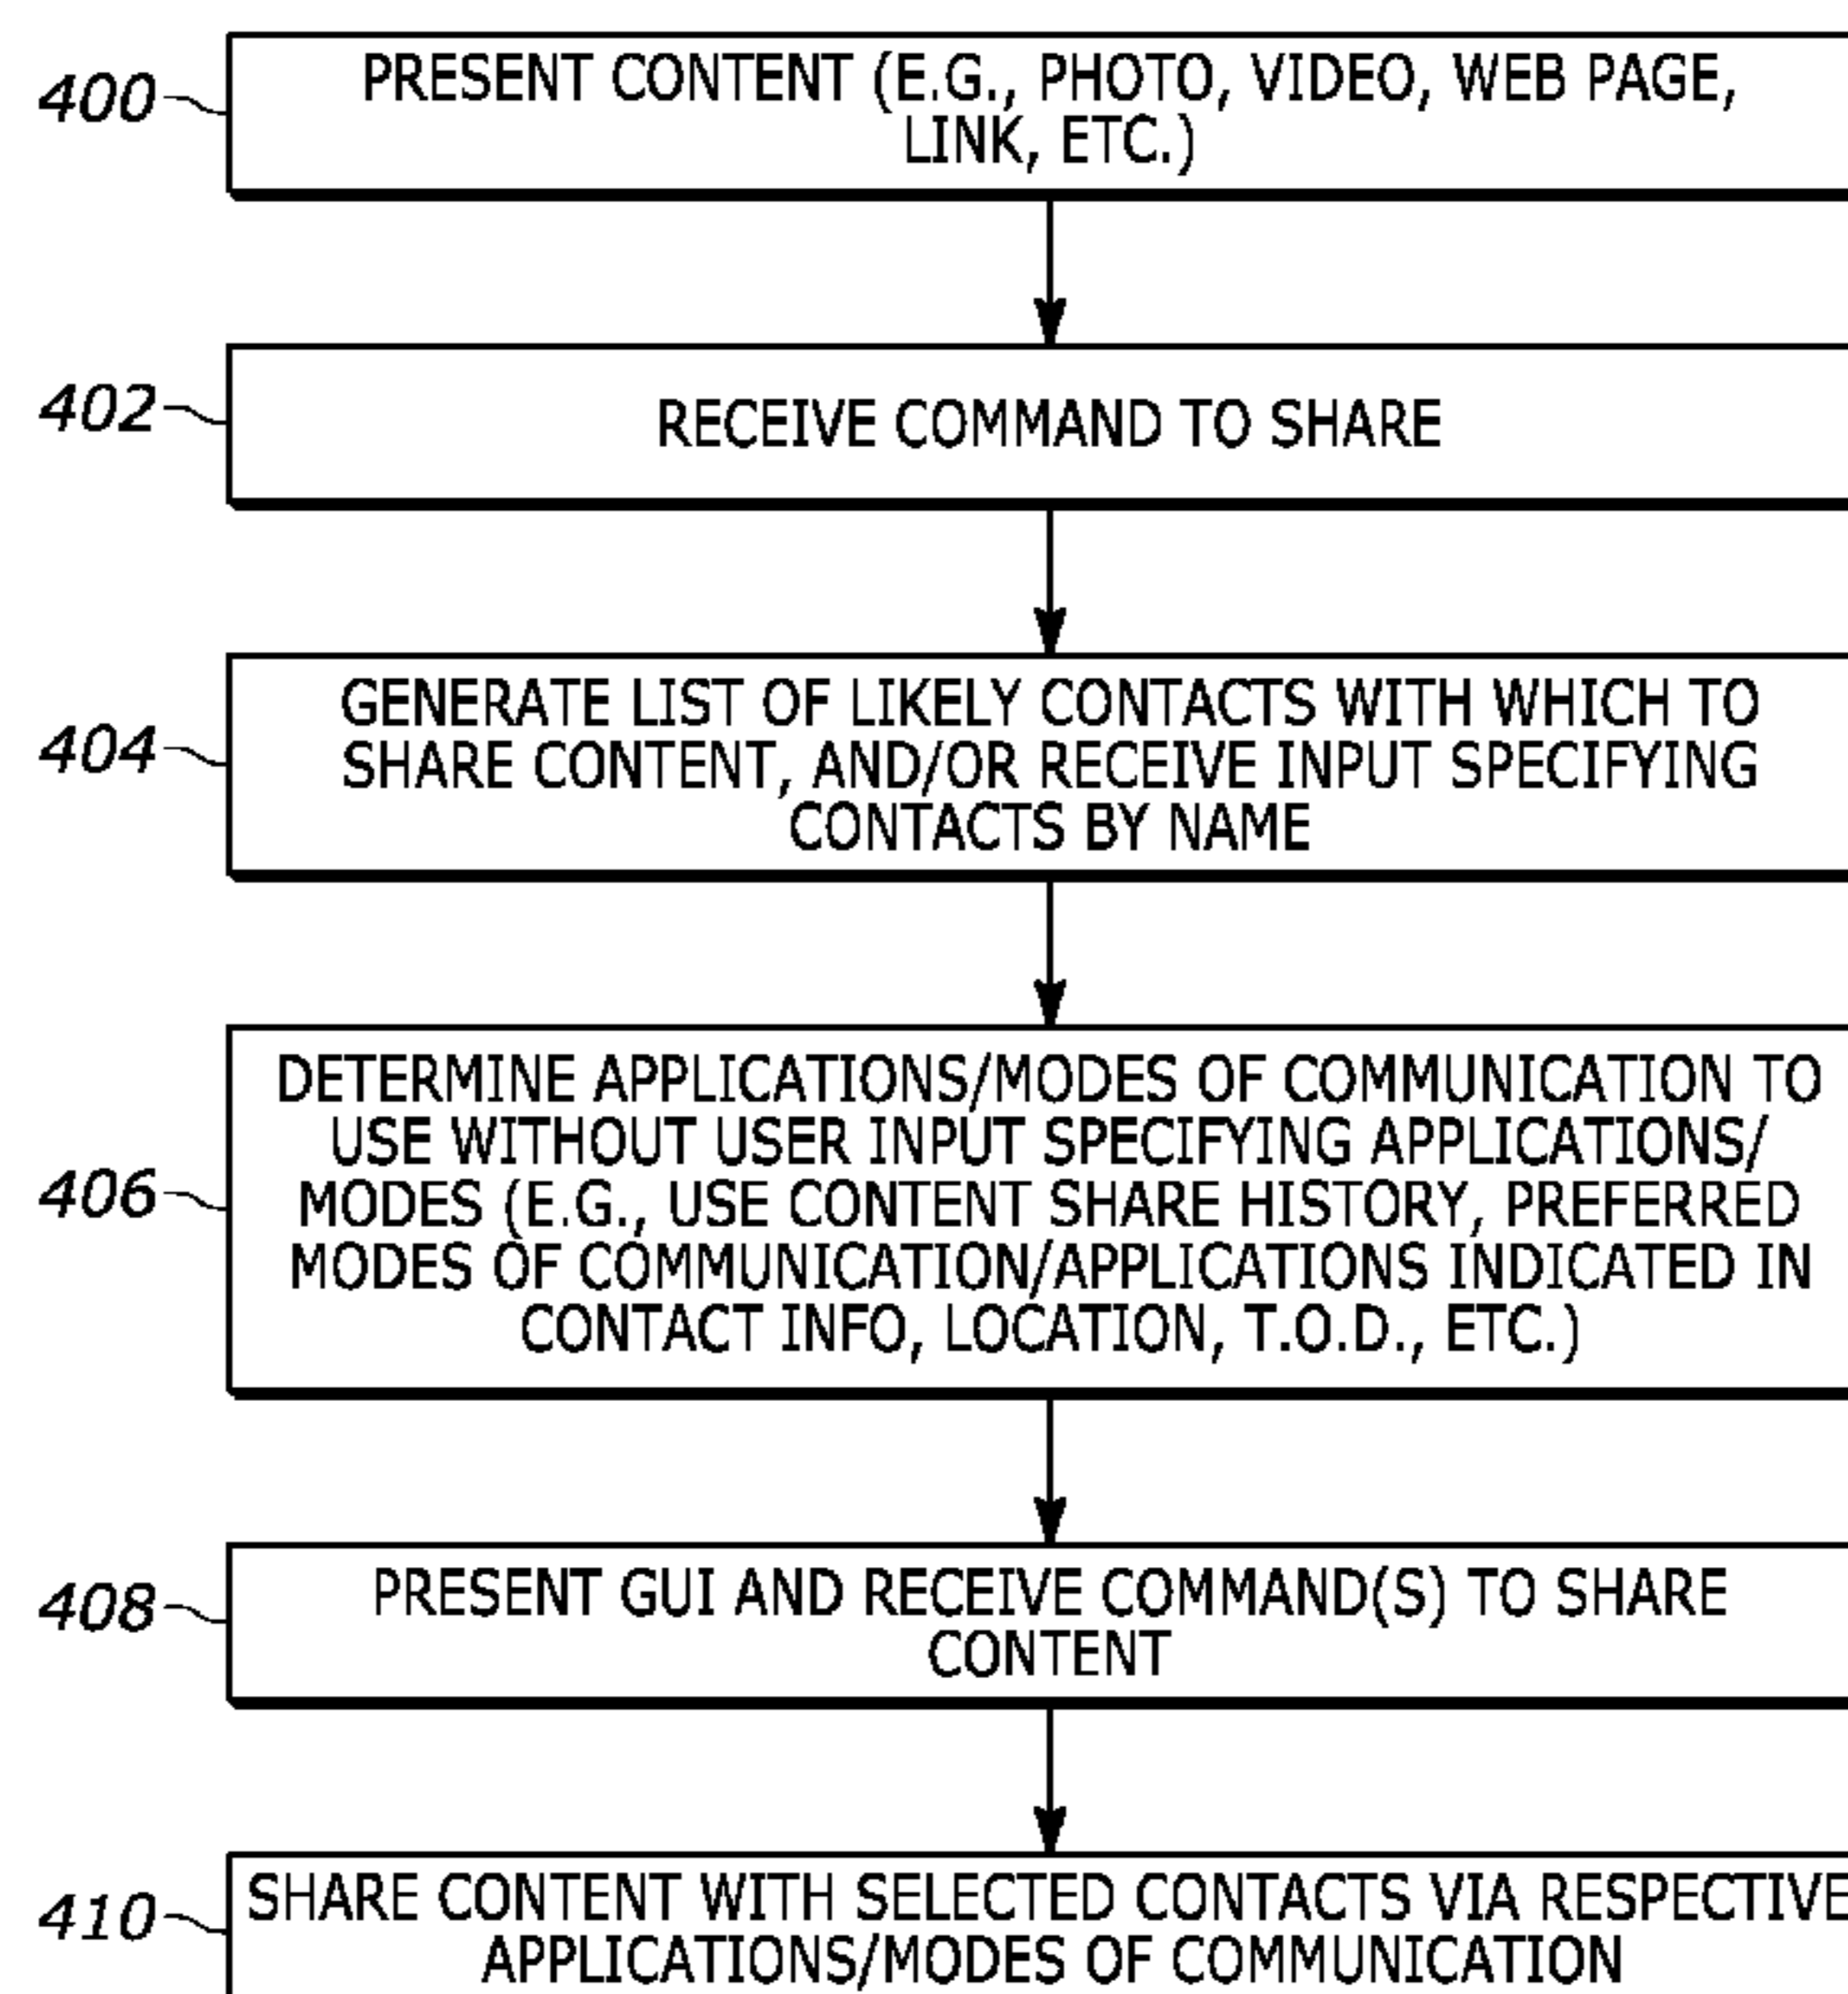 400
PRESENT CONTENT (E.G., PHOTO, VIDEO, WEB PAGE,
LINK, ETC.)
402
RECEIVE COMMAND TO SHARE
404
GENERATE LIST OF LIKELY CONTACTS WITH WHICH TO
SHARE CONTENT, AND/OR RECEIVE INPUT SPECIFYING
CONTACTS BY NAME
406
DETERMINE APPLICATIONS/MODES OF COMMUNICATION TO
USE WITHOUT USER INPUT SPECIFYING APPLICATIONS/
MODES (E.G., USE CONTENT SHARE HISTORY, PREFERRED
MODES OF COMMUNICATION/APPLICATIONS INDICATED IN
CONTACT INFO, LOCATION, T.O.D., ETC.)
408
PRESENT GUI AND RECEIVE COMMAND(S) TO SHARE
CONTENT
410
SHARE CONTENT WITH SELECTED CONTACTS VIA RESPECTIVE
APPLICATIONS/MODES OF COMMUNICATION